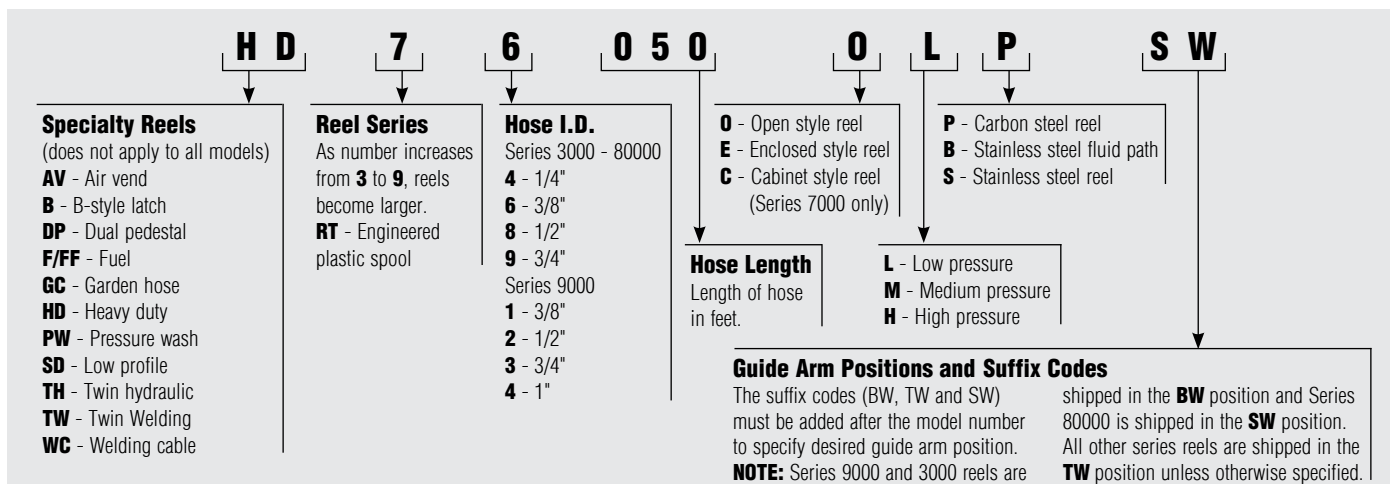 HD 7 6 050 O L P SW
Specialty Reels
(does not apply to all models)
AV - Air vend
B - B-style latch
DP - Dual pedestal
F/FF - Fuel
GC - Garden hose
HD - Heavy duty
PW - Pressure wash
SD - Low profile
TH - Twin hydraulic
TW - Twin Welding
WC - Welding cable
Reel Series
As number increases
from 3 to 9, reels
become larger.
RT - Engineered
plastic spool
Hose I.D.
Series 3000 - 80000
4 - 1/4"
6 - 3/8"
8 - 1/2"
9 - 3/4"
Series 9000
1 - 3/8"
2 - 1/2"
3 - 3/4"
4 - 1"
Hose Length
Length of hose
in feet.
O - Open style reel
E - Enclosed style reel
C - Cabinet style reel
(Series 7000 only)
L - Low pressure
M - Medium pressure
H - High pressure
P - Carbon steel reel
B - Stainless steel fluid path
S - Stainless steel reel
Guide Arm Positions and Suffix Codes
The suffix codes (BW, TW and SW)
must be added after the model number
to specify desired guide arm position.
NOTE: Series 9000 and 3000 reels are
shipped in the BW position and Series
80000 is shipped in the SW position.
All other series reels are shipped in the
TW position unless otherwise specified.